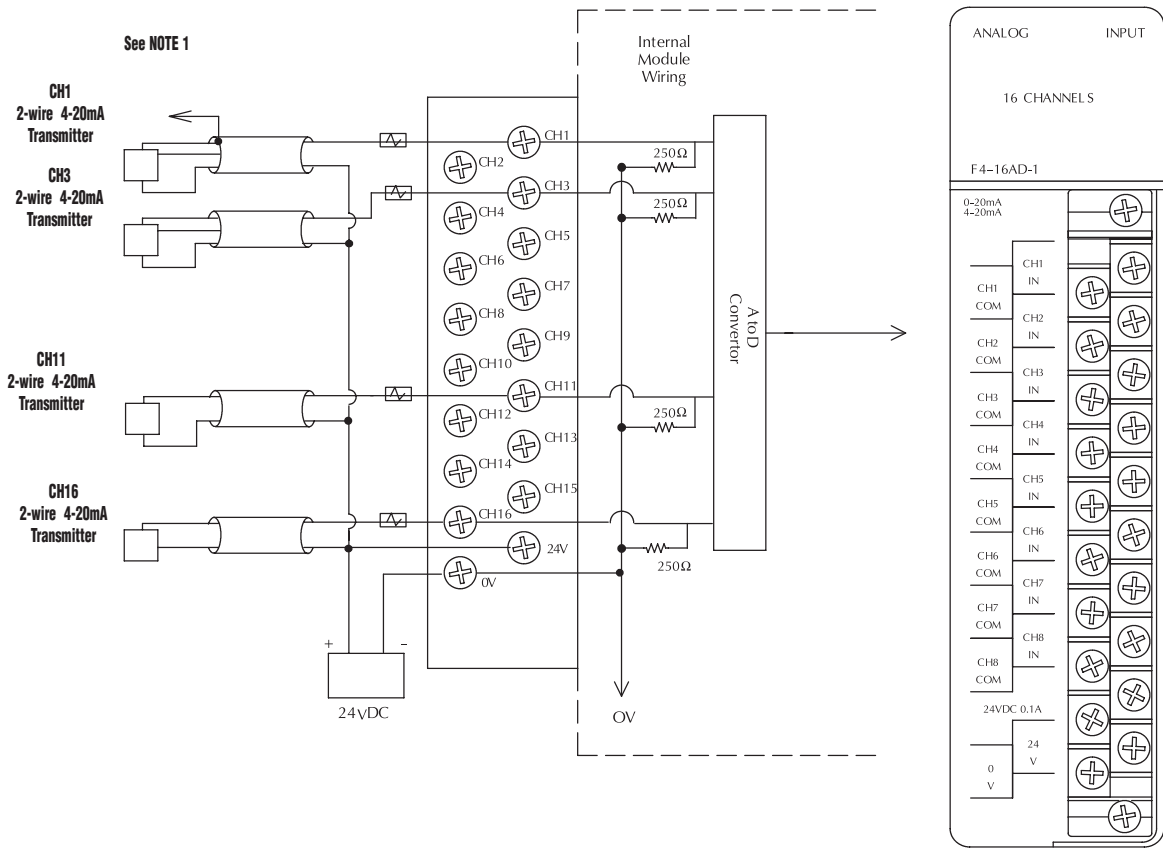 See NOTE 1
CH1
2-wire 4-20mA
Transmitter
CH3
2-wire 4-20mA
Transmitter
CH11
2-wire 4-20mA
Transmitter
CH16
2-wire 4-20mA
Transmitter
Internal
Module
Wiring
CH1
CH2
CH3
CH4
CH5
CH6
CH7
CH8
CH9
CH10
CH11
CH12
CH13
CH14
CH15
CH16
24V
0V
250Ω
250Ω
250Ω
250Ω
A to D
Convertor
+
-
24VDC
OV
ANALOG INPUT
16 CHANNELS
F4-16AD-1
0-20mA
4-20mA
CH1
IN
CH1
COM
CH2
IN
CH2
COM
CH3
IN
CH3
COM
CH4
IN
CH4
COM
CH5
IN
CH5
COM
CH6
IN
CH6
COM
CH7
IN
CH7
COM
CH8
IN
CH8
COM
24VDC 0.1A
24
V
0
V